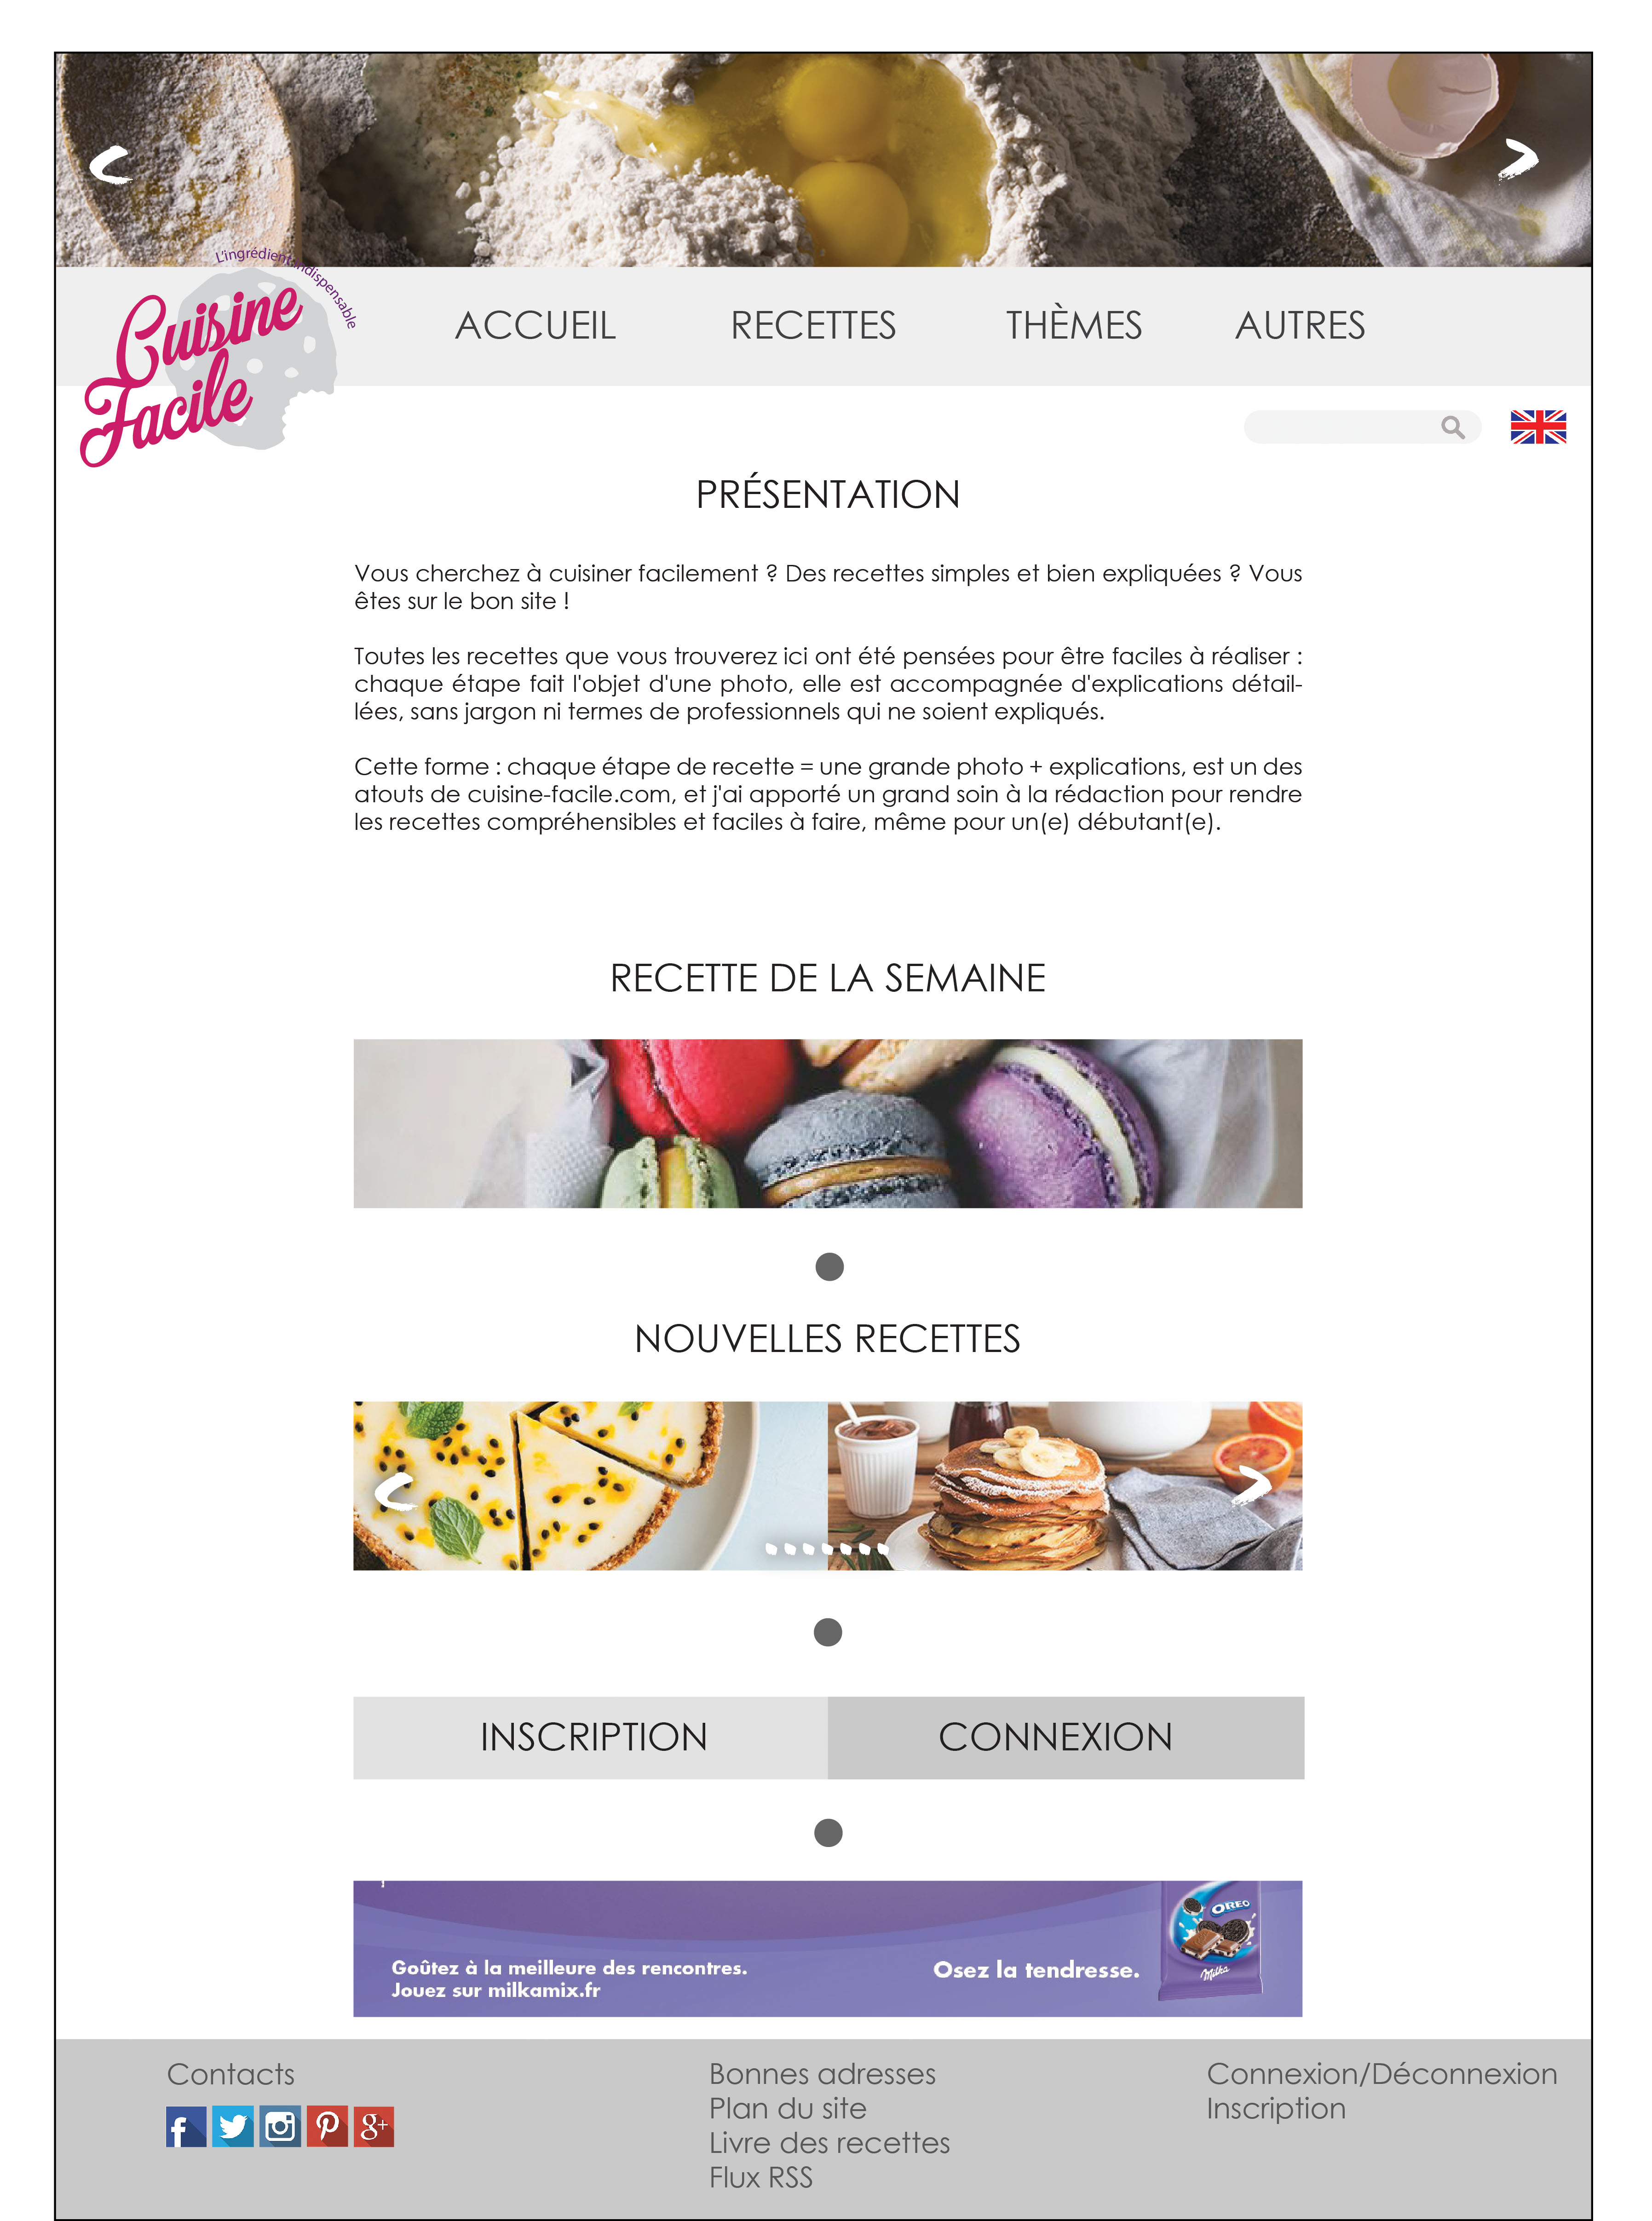 L'ingrédient indispensable
Cuisine
Facile
ACCUEIL RECETTES THÈMES AUTRES
PRÉSENTATION
Vous cherchez à cuisiner facilement ? Des recettes simples et bien expliquées ? Vous
êtes sur le bon site !
Toutes les recettes que vous trouverez ici ont été pensées pour être faciles à réaliser :
chaque étape fait l'objet d'une photo, elle est accompagnée d'explications détail-
lées, sans jargon ni termes de professionnels qui ne soient expliqués.
Cette forme : chaque étape de recette = une grande photo + explications, est un des
atouts de cuisine-facile.com, et j'ai apporté un grand soin à la rédaction pour rendre
les recettes compréhensibles et faciles à faire, même pour un(e) débutant(e).
RECETTE DE LA SEMAINE
NOUVELLES RECETTES
INSCRIPTION CONNEXION
OREO
Milka
Goûtez à la meilleure des rencontres.
Jouez sur milkamix.fr
Osez la tendresse.
Contacts
Bonnes adresses
Plan du site
Livre des recettes
Flux RSS
Connexion/Déconnexion
Inscription